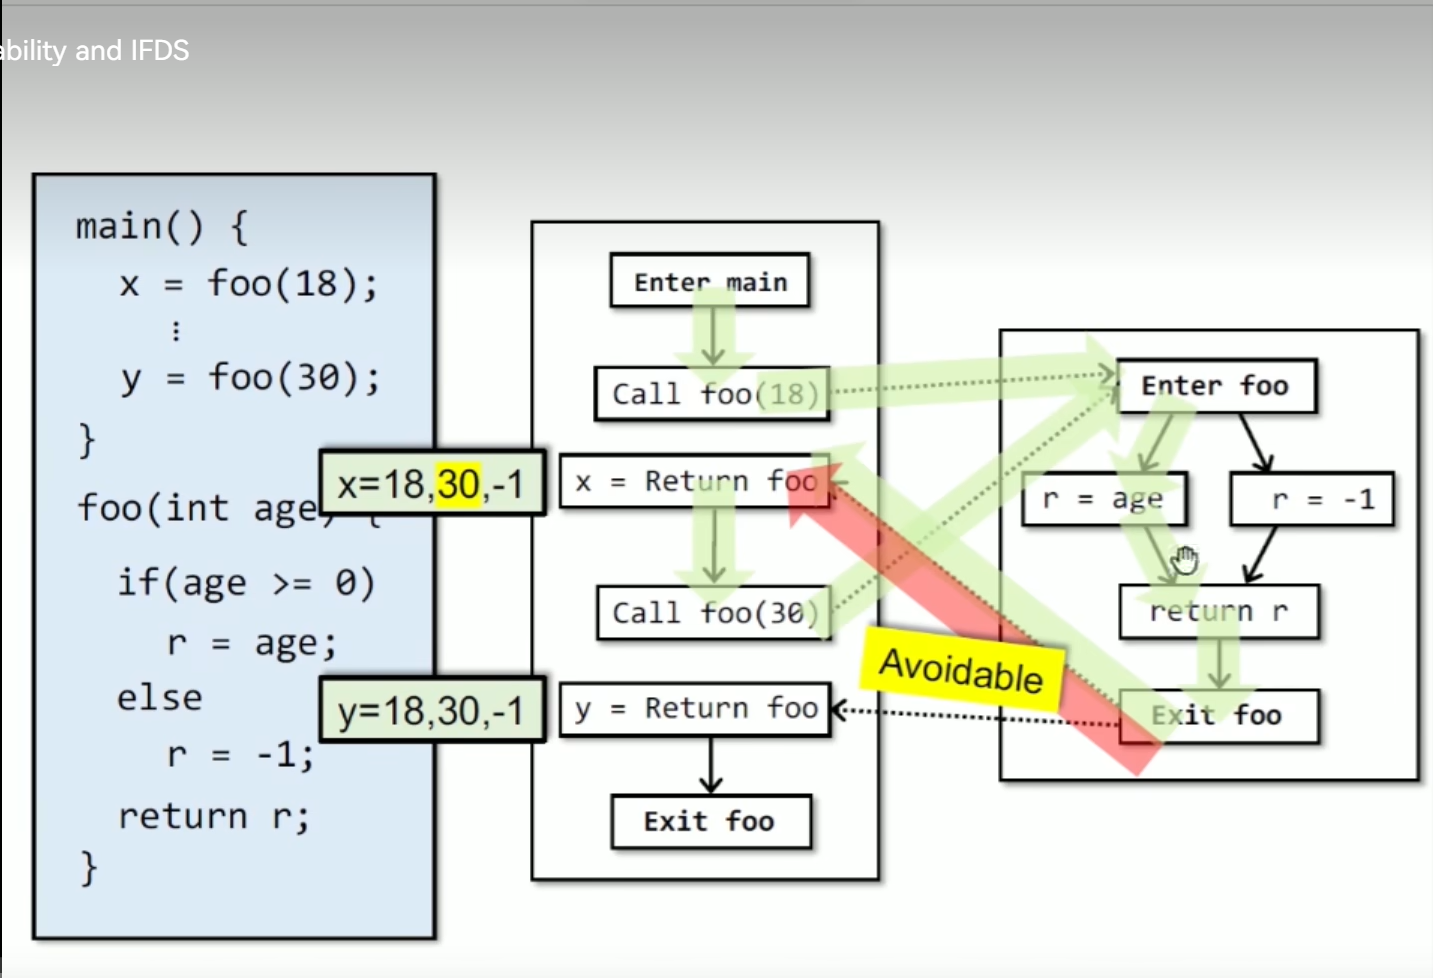 ability and IFDS
main() {
x = foo(18);
⋮
y = foo(30);
}
foo(int age) {
if(age >= 0)
r = age;
else
r = -1;
return r;
}
x=18,30,-1
y=18,30,-1
Enter main
Call foo(18)
x = Return foo
Call foo(30)
y = Return foo
Exit foo
Avoidable
Enter foo
r = age
r = -1
return r
Exit foo